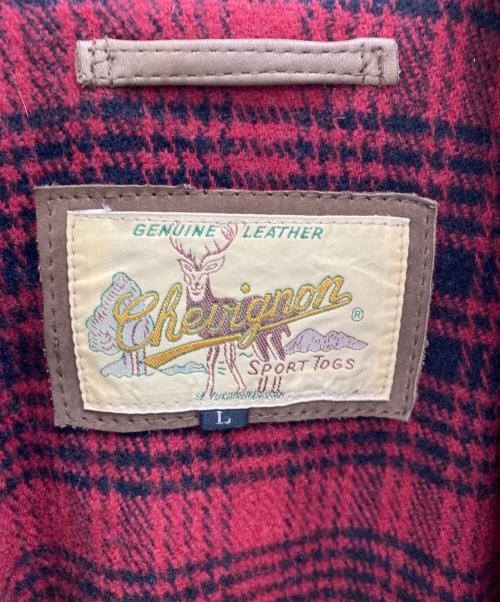 GENUINE LEATHER
Chevignon ®
SPORT TOGS
L